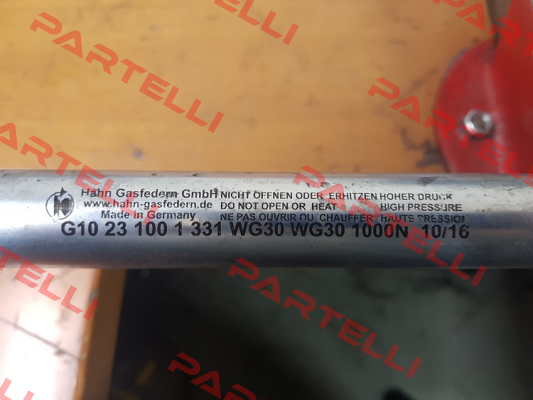 Hahn Gasfedern GmbH NICHT ÖFFNEN ODER ERHITZEN HOHER DRUCK
www.hahn-gasfedern.de DO NOT OPEN OR HEAT HIGH PRESSURE
Made in Germany NE PAS OUVRIR OU CHAUFFER HAUTE PRESSION
G10 23 100 1 331 WG30 WG30 1000N 10/16
PARTELLI
PARTELLI
PARTELLI
PARTELLI
PARTELLI
PARTELLI